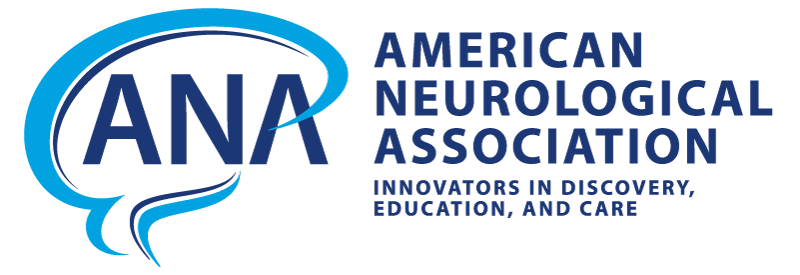 ANA
AMERICAN
NEUROLOGICAL
ASSOCIATION
INNOVATORS IN DISCOVERY,
EDUCATION, AND CARE